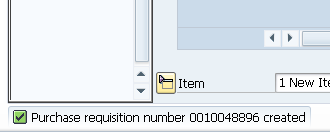 Item
1 New Ite
Purchase requisition number 0010048896 created